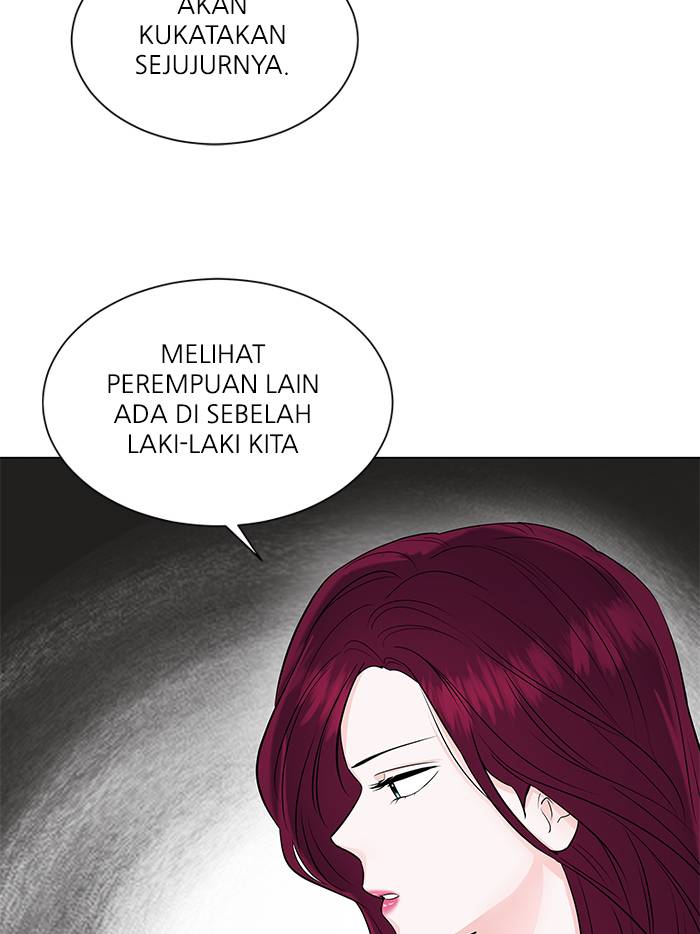 AKAN
KUKATAKAN
SEJUJURNYA.
MELIHAT
PEREMPUAN LAIN
ADA DI SEBELAH
LAKI-LAKI KITA